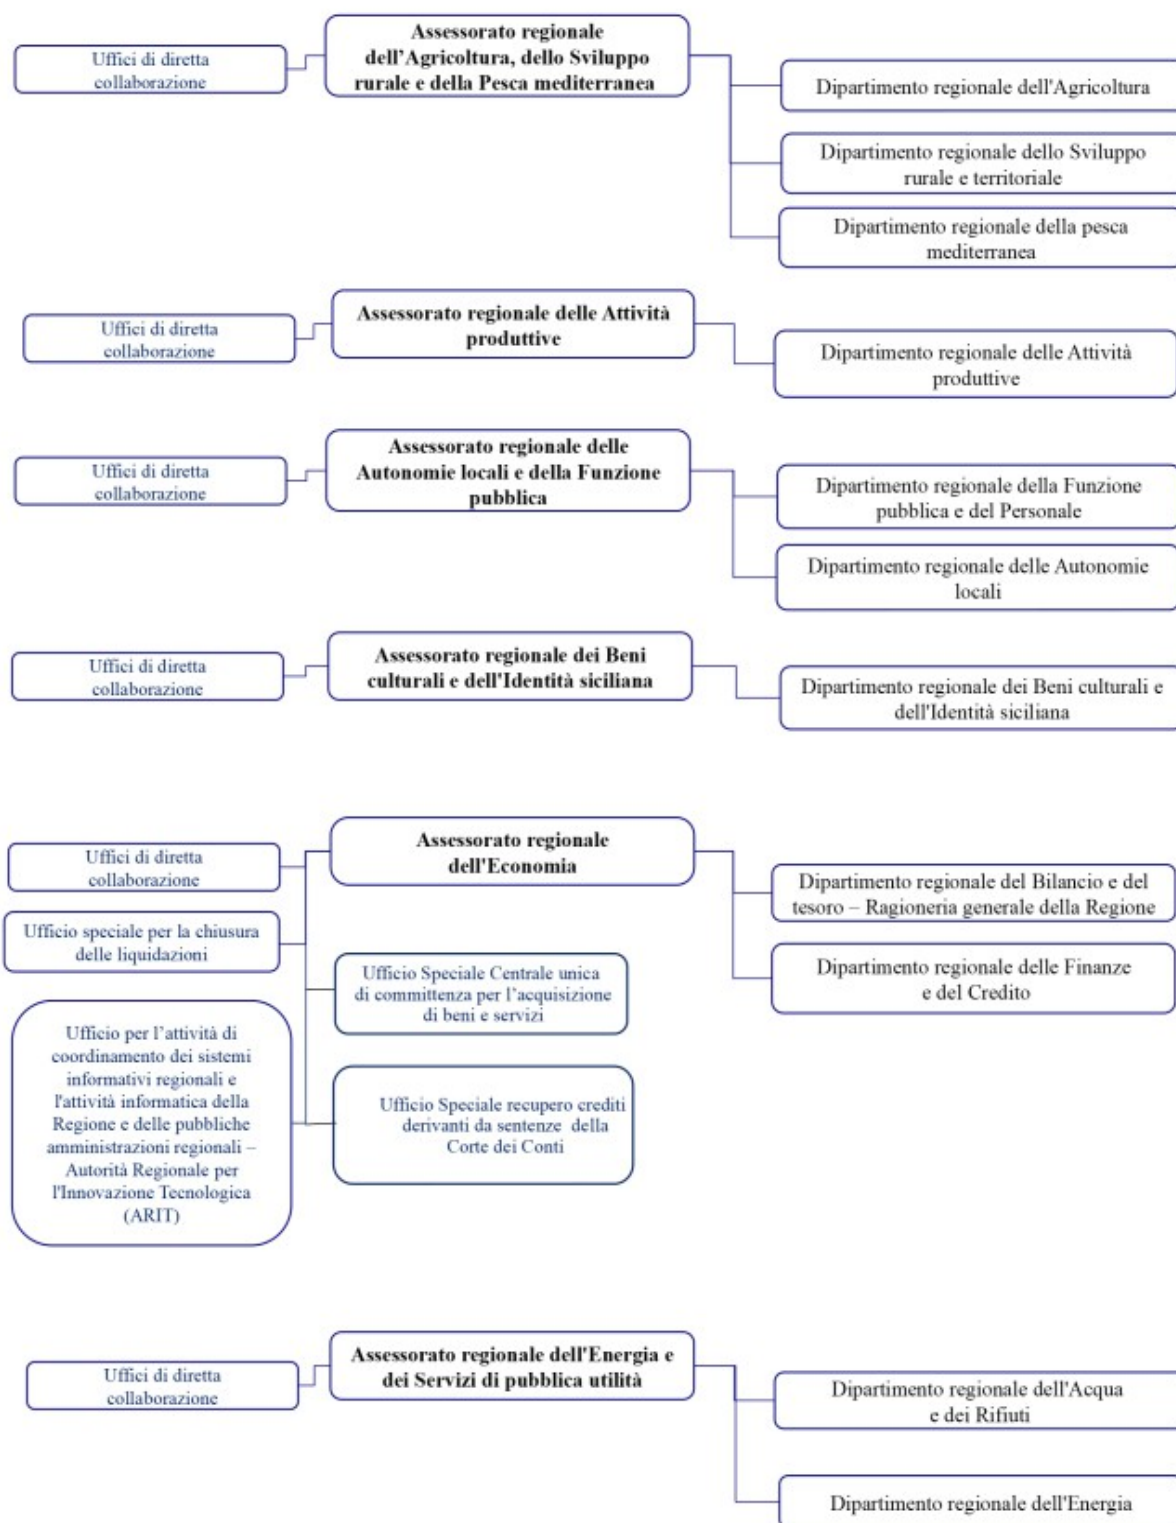 Uffici di diretta
collaborazione
Assessorato regionale
dell’Agricoltura, dello Sviluppo
rurale e della Pesca mediterranea
Dipartimento regionale dell'Agricoltura
Dipartimento regionale dello Sviluppo
rurale e territoriale
Dipartimento regionale della pesca
mediterranea
Uffici di diretta
collaborazione
Assessorato regionale delle Attività
produttive
Dipartimento regionale delle Attività
produttive
Uffici di diretta
collaborazione
Assessorato regionale delle
Autonomie locali e della Funzione
pubblica
Dipartimento regionale della Funzione
pubblica e del Personale
Dipartimento regionale delle Autonomie
locali
Uffici di diretta
collaborazione
Assessorato regionale dei Beni
culturali e dell'Identità siciliana
Dipartimento regionale dei Beni culturali e
dell'Identità siciliana
Uffici di diretta
collaborazione
Assessorato regionale
dell'Economia
Dipartimento regionale del Bilancio e del
tesoro – Ragioneria generale della Regione
Ufficio speciale per la chiusura
delle liquidazioni
Ufficio Speciale Centrale unica
di committenza per l’acquisizione
di beni e servizi
Dipartimento regionale delle Finanze
e del Credito
Ufficio per l’attività di
coordinamento dei sistemi
informativi regionali e
l'attività informatica della
Regione e delle pubbliche
amministrazioni regionali –
Autorità Regionale per
l'Innovazione Tecnologica
(ARIT)
Ufficio Speciale recupero crediti
derivanti da sentenze della
Corte dei Conti
Uffici di diretta
collaborazione
Assessorato regionale dell'Energia e
dei Servizi di pubblica utilità
Dipartimento regionale dell'Acqua
e dei Rifiuti
Dipartimento regionale dell'Energia